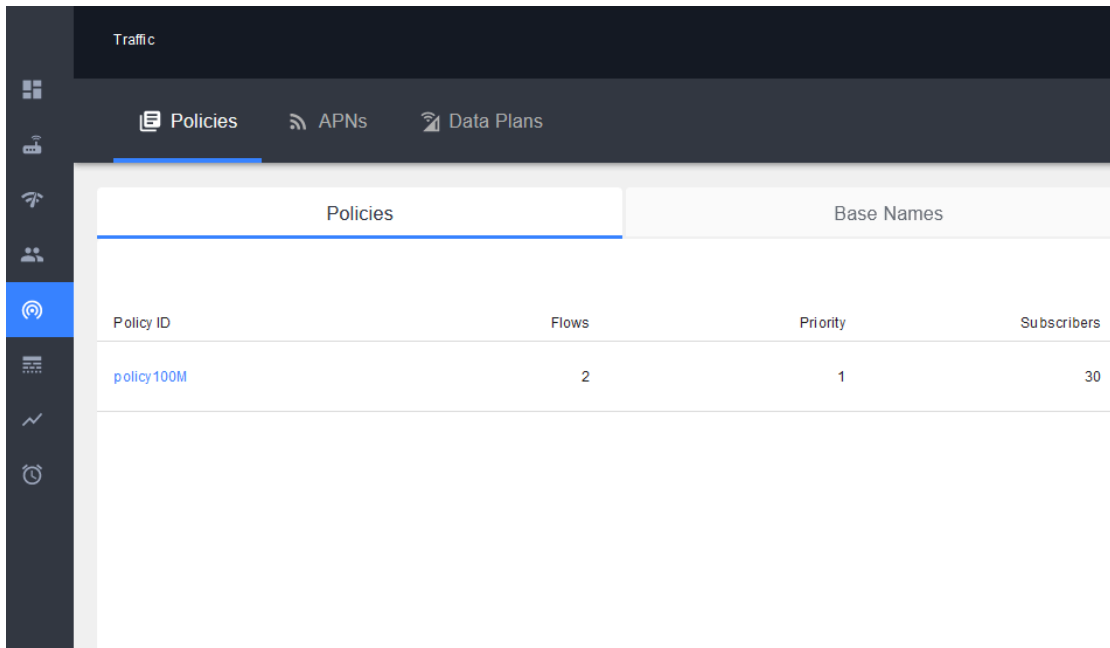 Traffic
Policies APNs Data Plans
Policies Base Names
Policy ID Flows Priority Subscribers
policy100M 2 1 30